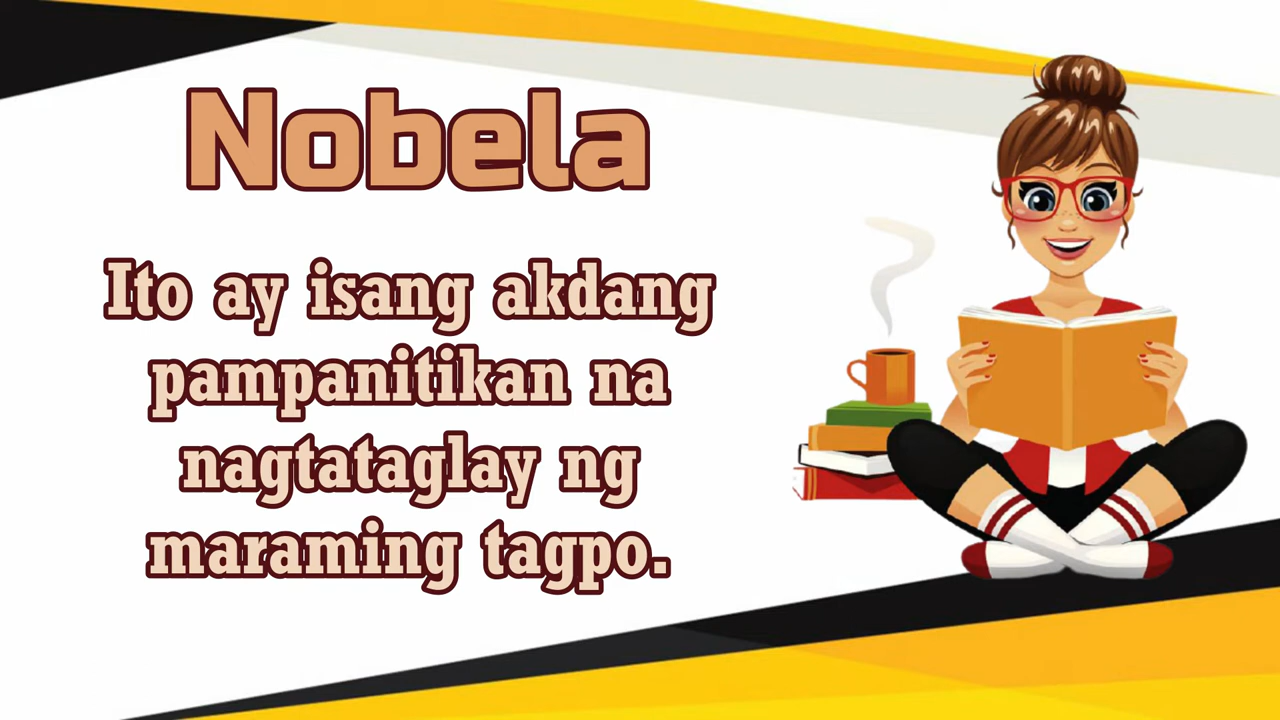 Nobela
Ito ay isang akdang
pampanitikan na
nagtataglay ng
maraming tagpo.